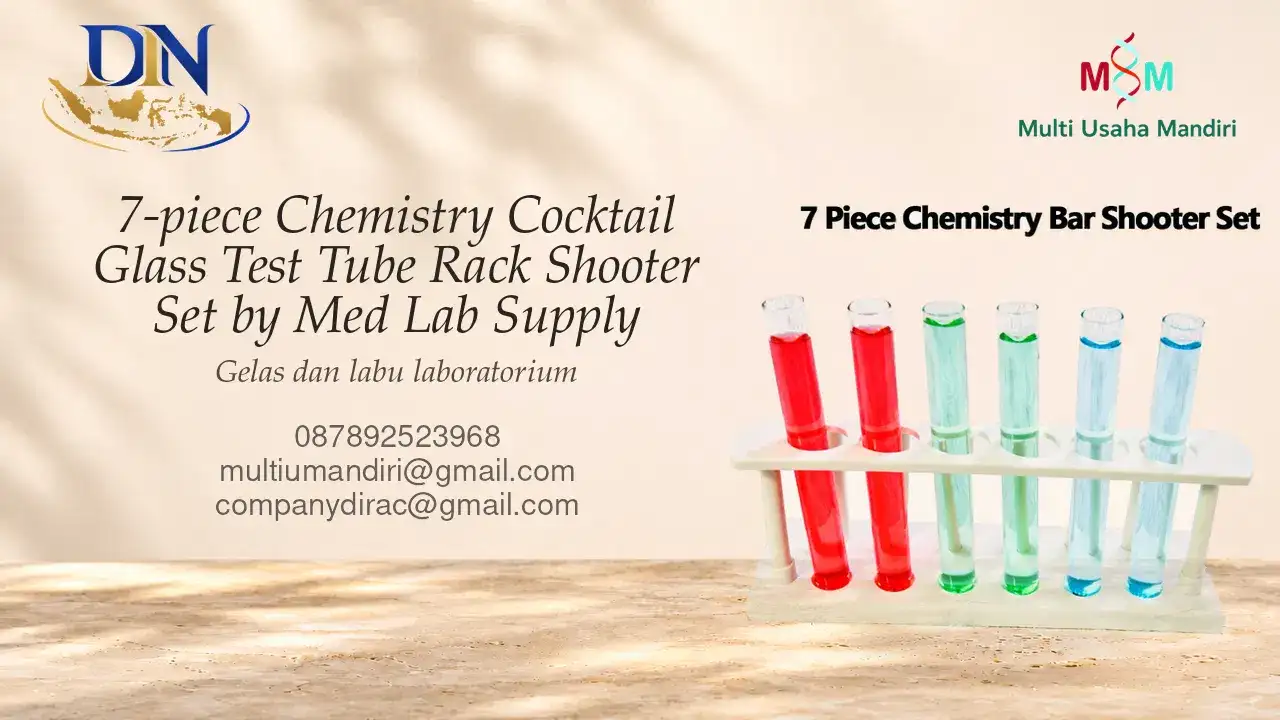 DN
MSM
Multi Usaha Mandiri
7-piece Chemistry Cocktail
Glass Test Tube Rack Shooter
Set by Med Lab Supply
Gelas dan labu laboratorium
087892523968
multiumandiri@gmail.com
companydirac@gmail.com
7 Piece Chemistry Bar Shooter Set